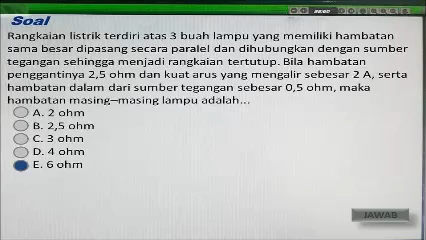 Soal
Rangkaian listrik terdiri atas 3 buah lampu yang memiliki hambatan
sama besar dipasang secara paralel dan dihubungkan dengan sumber
tegangan sehingga menjadi rangkaian tertutup. Bila hambatan
penggantinya 2,5 ohm dan kuat arus yang mengalir sebesar 2 A, serta
hambatan dalam dari sumber tegangan sebesar 0,5 ohm, maka
hambatan masing–masing lampu adalah...
A. 2 ohm
B. 2,5 ohm
C. 3 ohm
D. 4 ohm
E. 6 ohm
JAWAB